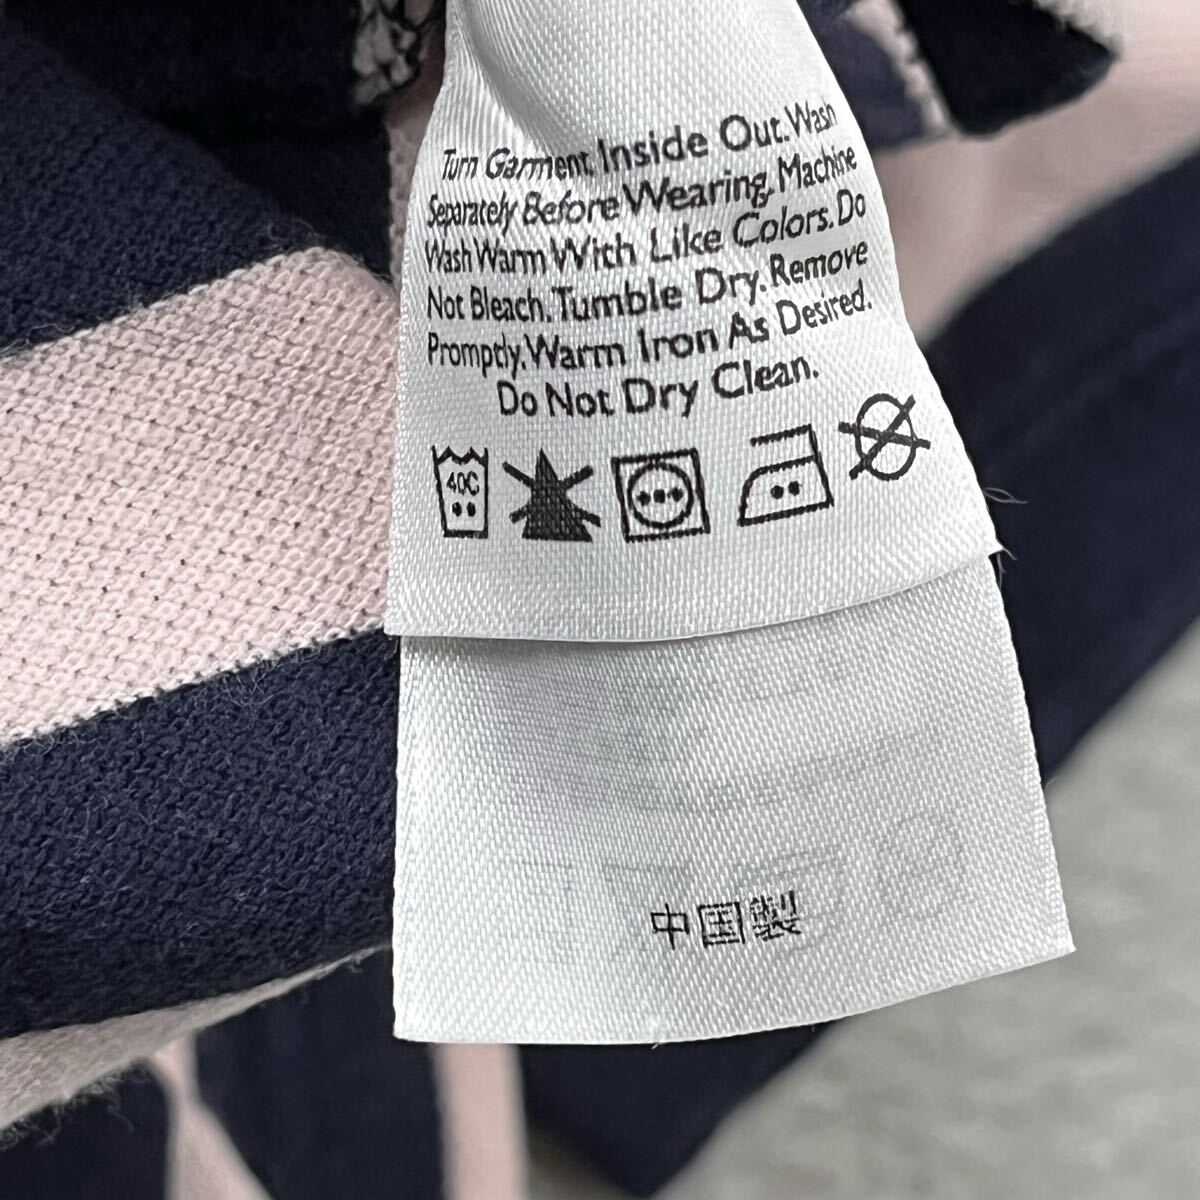 Turn Garment Inside Out. Wash
Separately Before Wearing. Machine
Wash Warm With Like Colors. Do
Not Bleach. Tumble Dry. Remove
Promptly. Warm Iron As Desired.
Do Not Dry Clean.
40C
中国製